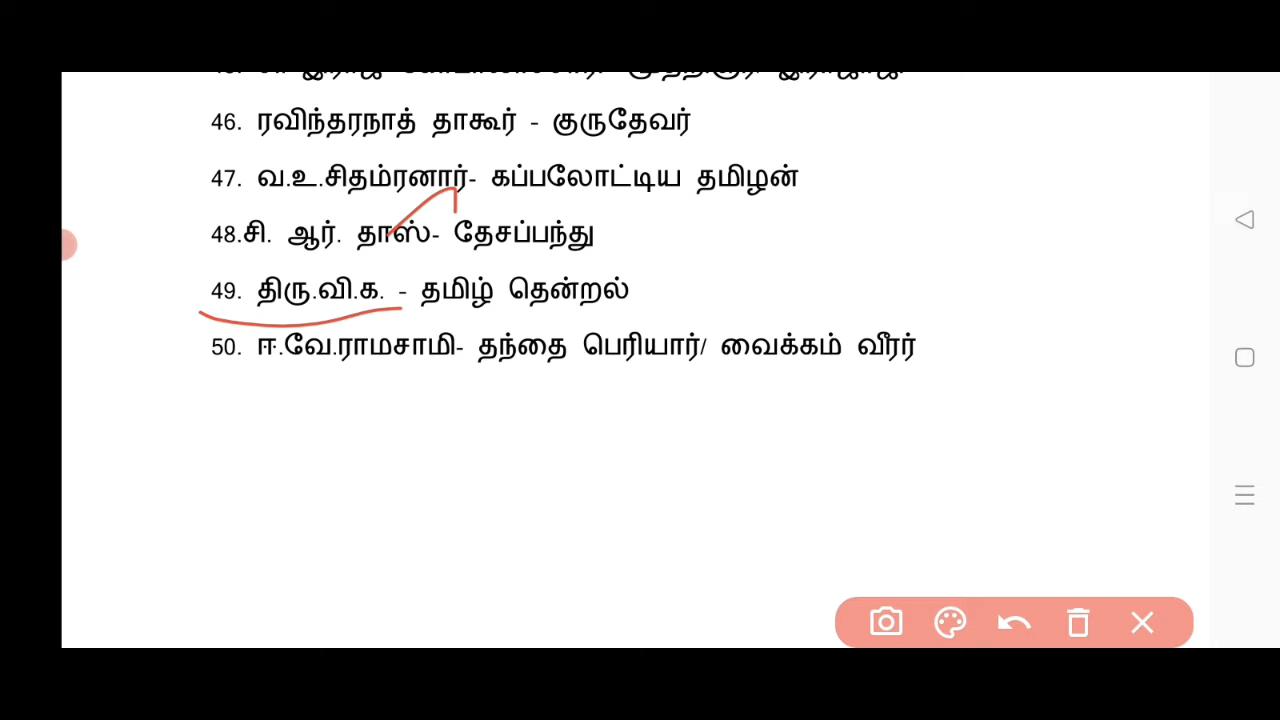 46. ரவிந்தரநாத் தாகூர் - குருதேவர்
47. வ.உ.சிதம்ரனார்- கப்பலோட்டிய தமிழன்
48.சி. ஆர். தாஸ்- தேசப்பந்து
49. திரு.வி.க. - தமிழ் தென்றல்
50. ஈ.வே.ராமசாமி- தந்தை பெரியார்/ வைக்கம் வீரர்